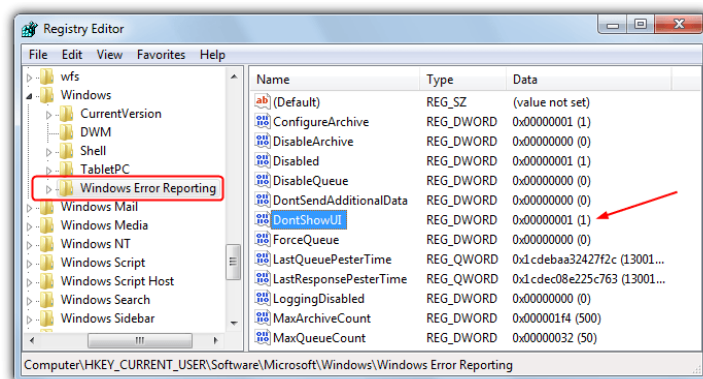 Registry Editor
File Edit View Favorites Help
wfs
Windows
CurrentVersion
DWM
Shell
TabletPC
Windows Error Reporting
Windows Mail
Windows Media
Windows NT
Windows Script
Windows Script Host
Windows Search
Windows Sidebar
Name Type Data
ab (Default) REG_SZ (value not set)
ConfigureArchive REG_DWORD 0x00000001 (1)
DisableArchive REG_DWORD 0x00000000 (0)
Disabled REG_DWORD 0x00000001 (1)
DisableQueue REG_DWORD 0x00000000 (0)
DontSendAdditionalData REG_DWORD 0x00000000 (0)
DontShowUI REG_DWORD 0x00000001 (1)
ForceQueue REG_DWORD 0x00000000 (0)
LastQueuePesterTime REG_QWORD 0x1cdebaa32427f2c (13001...
LastResponsePesterTime REG_QWORD 0x1cdec08e225c763 (13001...
LoggingDisabled REG_DWORD 0x00000000 (0)
MaxArchiveCount REG_DWORD 0x000001f4 (500)
MaxQueueCount REG_DWORD 0x00000032 (50)
Computer\HKEY_CURRENT_USER\Software\Microsoft\Windows\Windows Error Reporting